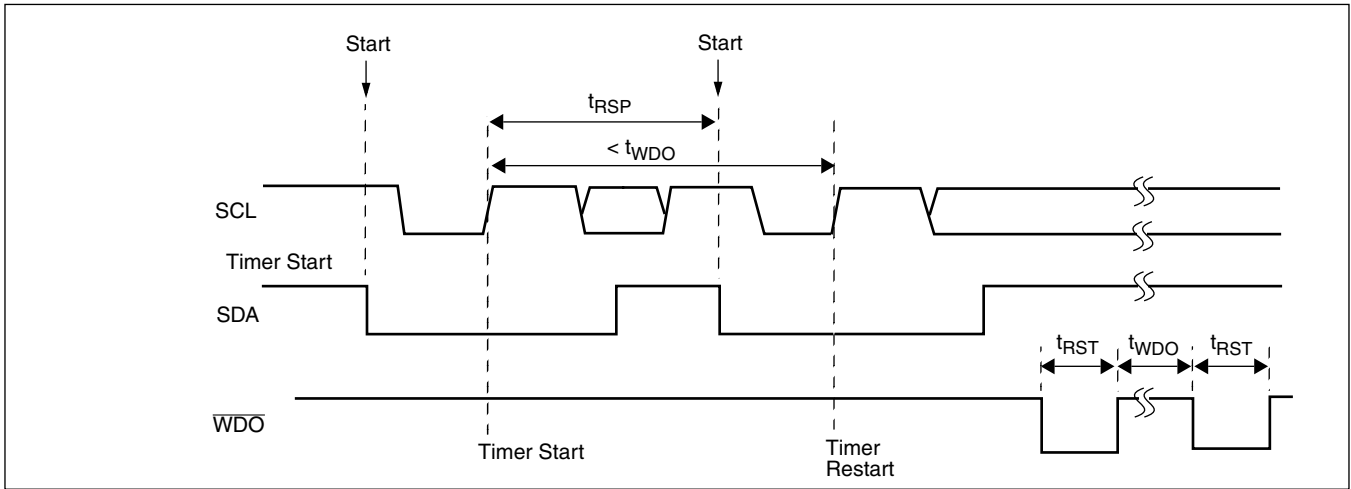 Start Start
tRSP
< tWDO
SCL
Timer Start
SDA
tRST tWDO tRST
WDO
Timer Start
Timer
Restart